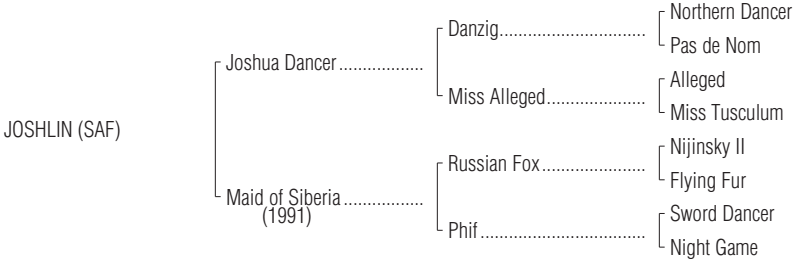 Northern Dancer
Danzig..............................
Pas de Nom
Joshua Dancer.................
Alleged
Miss Alleged....................
Miss Tusculum
JOSHLIN (SAF)
Nijinsky II
Russian Fox.....................
Flying Fur
Maid of Siberia................
(1991)
Sword Dancer
Phif.................................
Night Game